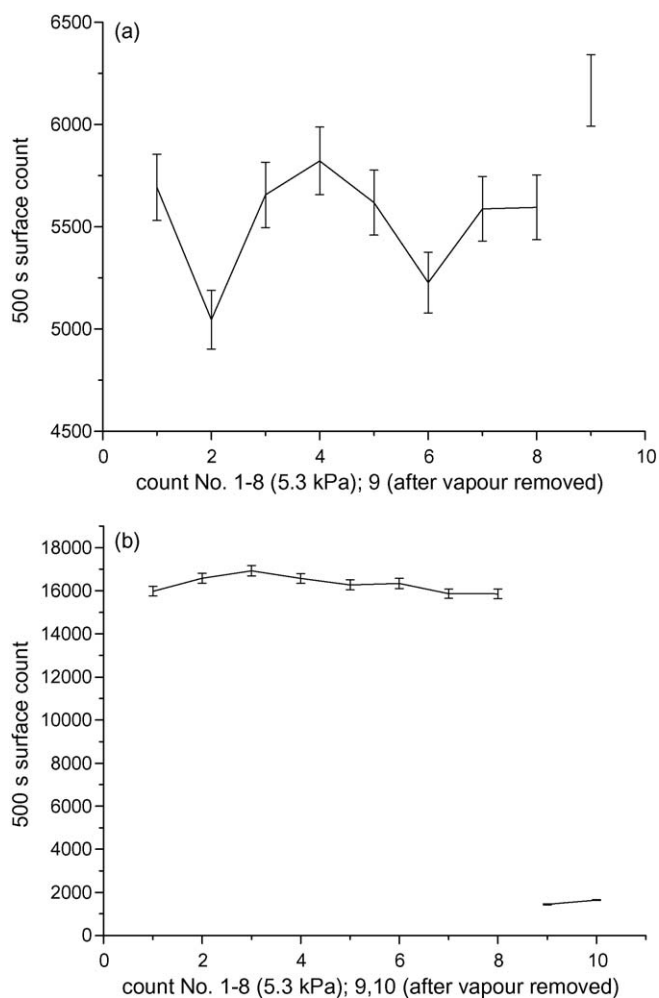 (a)
6500
6000
5500
5000
4500
500 s surface count
0 2 4 6 8 10
count No. 1-8 (5.3 kPa); 9 (after vapour removed)
(b)
18000
16000
14000
12000
10000
8000
6000
4000
2000
0
500 s surface count
0 2 4 6 8 10
count No. 1-8 (5.3 kPa); 9,10 (after vapour removed)